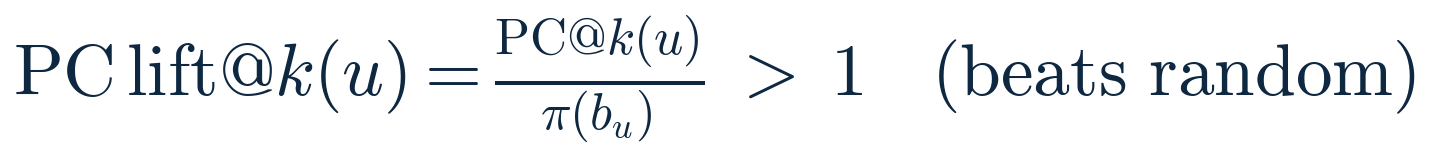 PC lift@k(u) = PC@k(u) / π(b_u) > 1 (beats random)